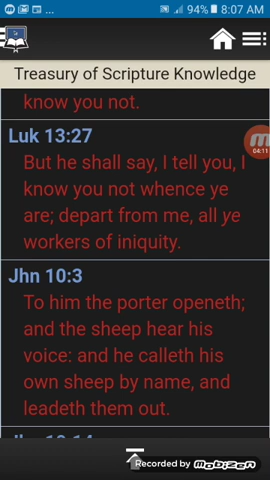 94% 8:07 AM
Treasury of Scripture Knowledge
know you not.
Luk 13:27
But he shall say, I tell you, I
know you not whence ye
are; depart from me, all ye
workers of iniquity.
04:11
Jhn 10:3
To him the porter openeth;
and the sheep hear his
voice: and he calleth his
own sheep by name, and
leadeth them out.
Recorded by mobizen